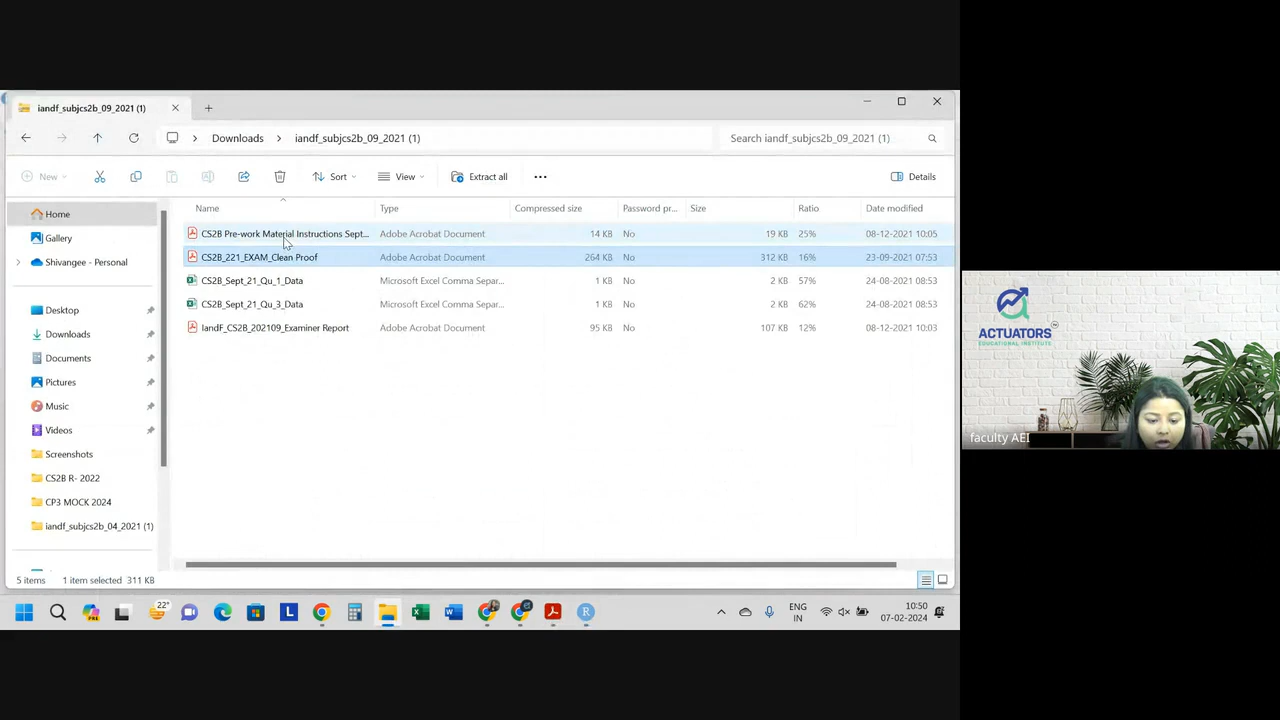 iandf_subjcs2b_09_2021 (1)
Downloads
iandf_subjcs2b_09_2021 (1)
Search iandf_subjcs2b_09_2021 (1)
New
Sort
View
Extract all
Details
Name
Type
Compressed size
Password pr...
Size
Ratio
Date modified
CS2B Pre-work Material Instructions Sept... Adobe Acrobat Document 14 KB No 19 KB 25% 08-12-2021 10:05
CS2B_221_EXAM_Clean Proof Adobe Acrobat Document 264 KB No 312 KB 16% 23-09-2021 07:53
CS2B_Sept_21_Qu_1_Data Microsoft Excel Comma Separ... 1 KB No 2 KB 57% 24-08-2021 08:53
CS2B_Sept_21_Qu_3_Data Microsoft Excel Comma Separ... 1 KB No 2 KB 62% 24-08-2021 08:53
IandF_CS2B_202109_Examiner Report Adobe Acrobat Document 95 KB No 107 KB 12% 08-12-2021 10:03
Home
Gallery
Shivangee - Personal
Desktop
Downloads
Documents
Pictures
Music
Videos
Screenshots
CS2B R- 2022
CP3 MOCK 2024
iandf_subjcs2b_04_2021 (1)
5 items
1 item selected 311 KB
22°
PRE
ENG
IN
10:50
07-02-2024
ACTUATORS
EDUCATIONAL INSTITUTE
faculty AEI